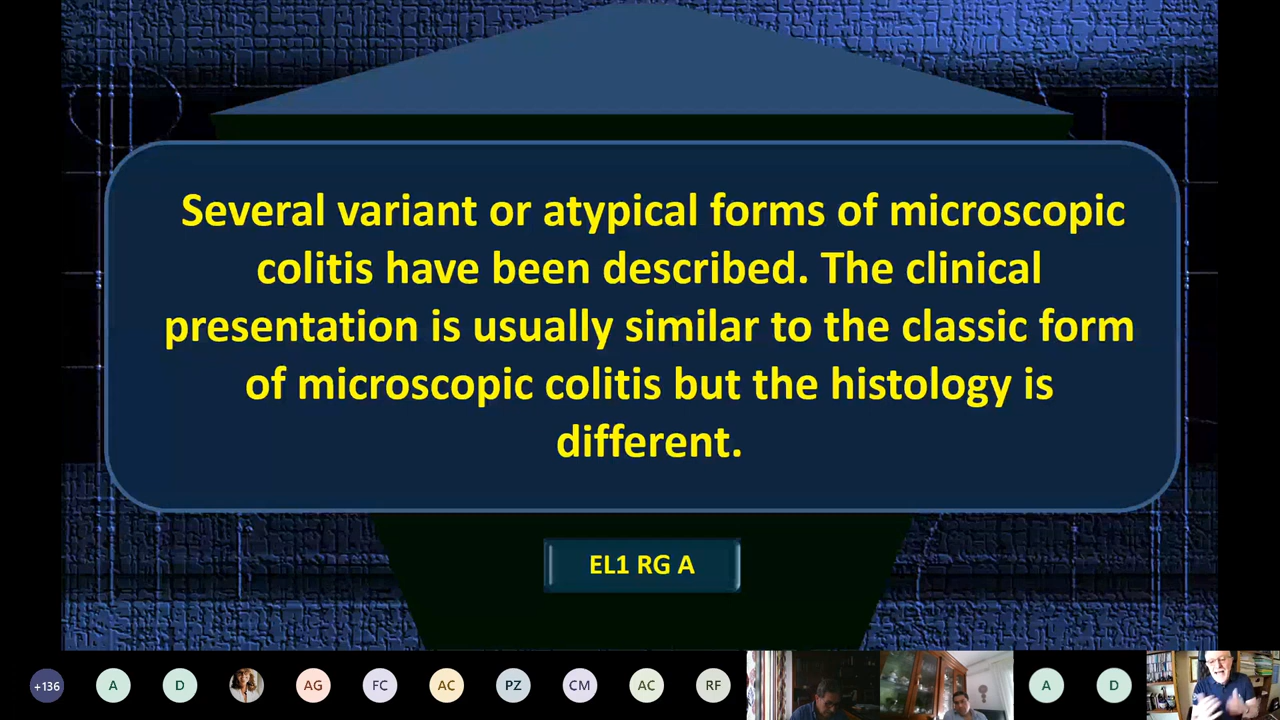 Several variant or atypical forms of microscopic
colitis have been described. The clinical
presentation is usually similar to the classic form
of microscopic colitis but the histology is
different.
EL1 RG A
+136
A
D
AG
FC
AC
PZ
CM
AC
RF
A
D